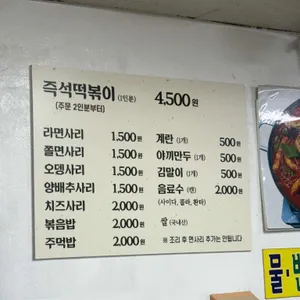 즉석떡볶이 (1인분) 4,500원
(주문 2인분부터)
라면사리 1,500원
쫄면사리 1,500원
오뎅사리 1,500원
양배추사리 1,500원
치즈사리 2,000원
볶음밥 2,000원
주먹밥 2,000원
계란 (1개) 500원
야끼만두 (1개) 500원
김말이 (1개) 500원
음료수 (캔) 2,000원
(사이다, 콜라, 환타)
쌀 (국내산)
※ 조리 후 면사리 추가는 안됩니다
물·반